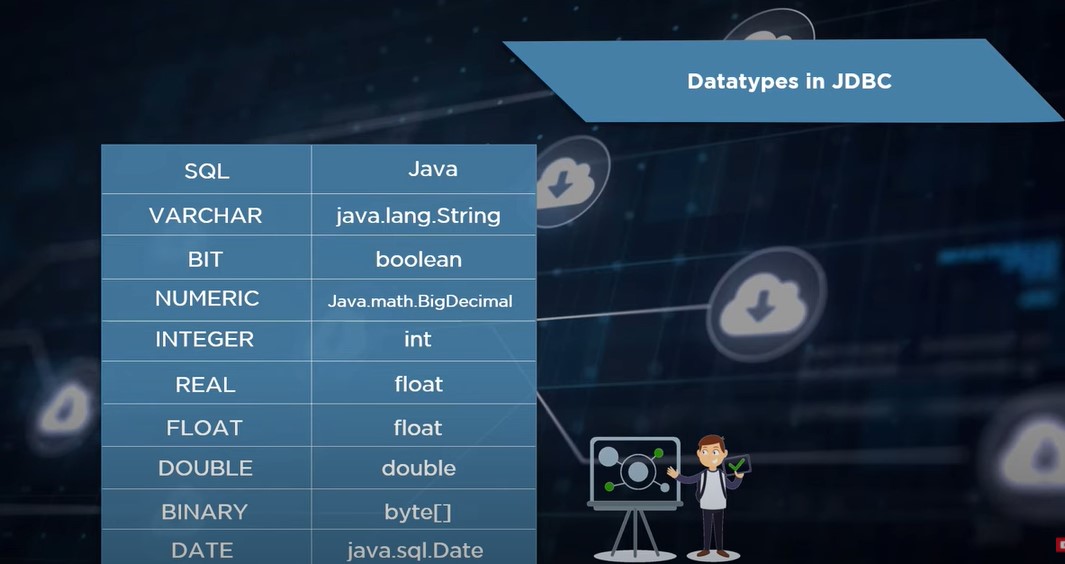 Datatypes in JDBC
SQL Java
VARCHAR java.lang.String
BIT boolean
NUMERIC Java.math.BigDecimal
INTEGER int
REAL float
FLOAT float
DOUBLE double
BINARY byte[]
DATE java.sql.Date